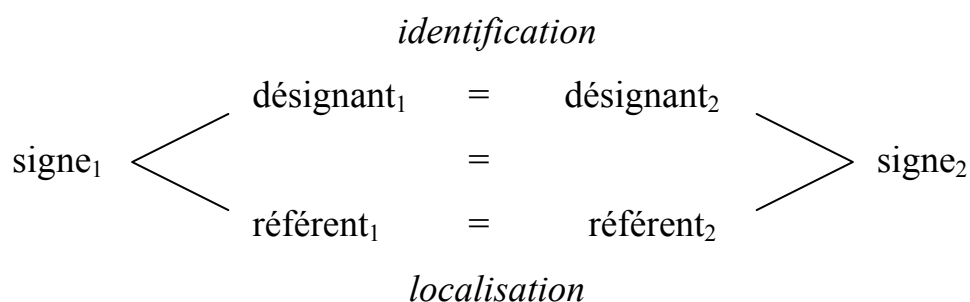 identification
désignant₁ = désignant₂
signe₁ = signe₂
référent₁ = référent₂
localisation